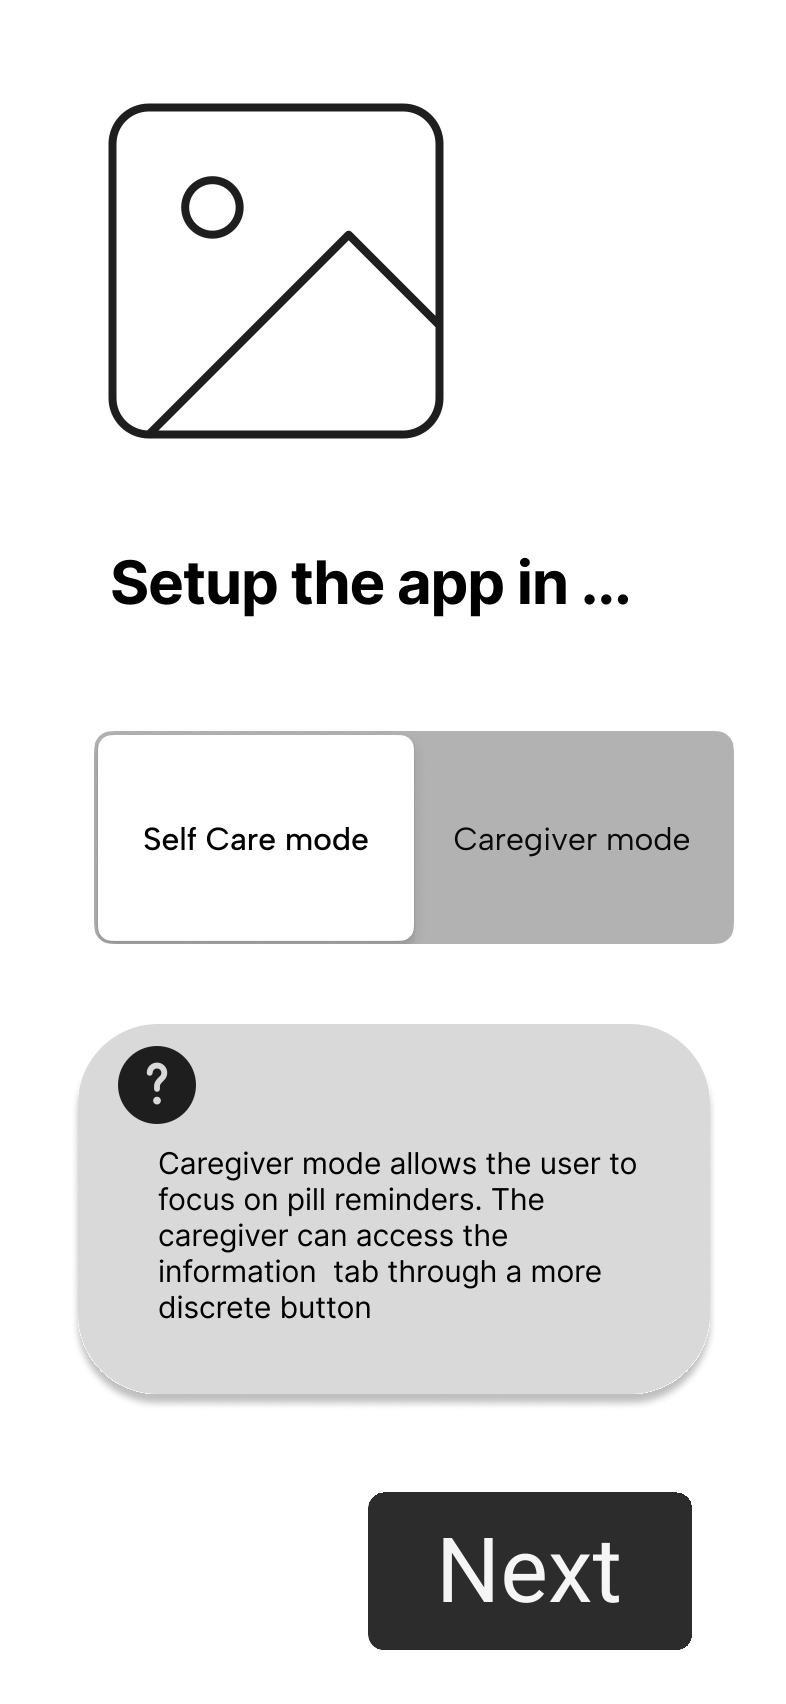 Setup the app in ...
Self Care mode
Caregiver mode
?
Caregiver mode allows the user to
focus on pill reminders. The
caregiver can access the
information  tab through a more
discrete button
Next